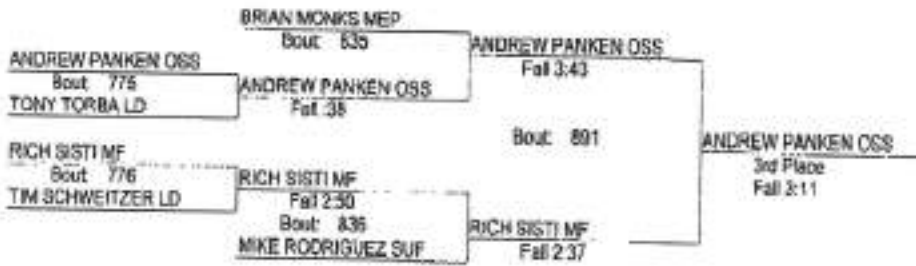 BRIAN MONKS MEP
Bout: 835
ANDREW PANKEN OSS
Fall 3:43
ANDREW PANKEN OSS
Bout: 775
TONY TORBA LD
ANDREW PANKEN OSS
Fall :38
Bout: 891
ANDREW PANKEN OSS
3rd Place
Fall 3:11
RICH SISTI MF
Bout: 776
TIM SCHWEITZER LD
RICH SISTI MF
Fall 2:50
Bout: 836
MIKE RODRIGUEZ SUF
RICH SISTI MF
Fall 2:37